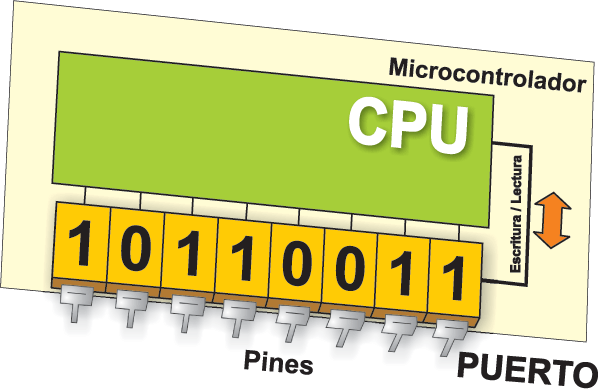 Microcontrolador
CPU
Escritura / Lectura
1 0 1 1 0 0 1 1
Pines
PUERTO